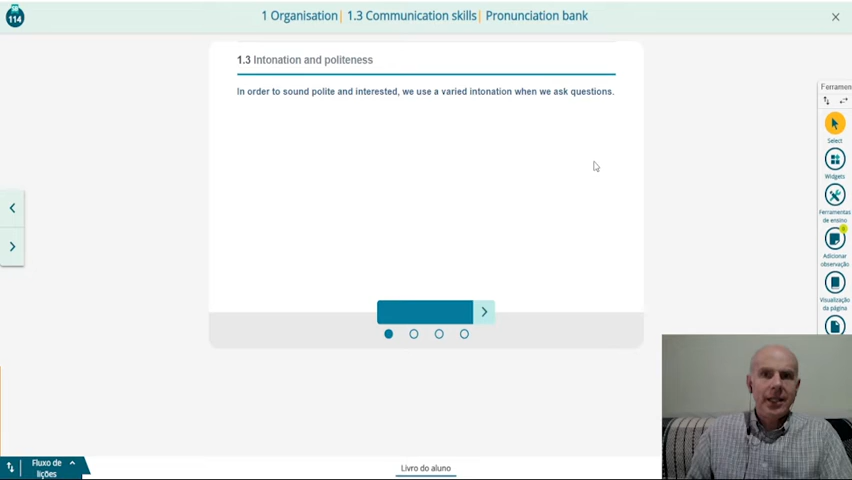 114
1 Organisation| 1.3 Communication skills| Pronunciation bank
1.3 Intonation and politeness
In order to sound polite and interested, we use a varied intonation when we ask questions.
Ferramen
Select
Widgets
Ferramentas
de ensino
Adicionar
observação
Visualização
da página
Fluxo de
lições
Livro do aluno